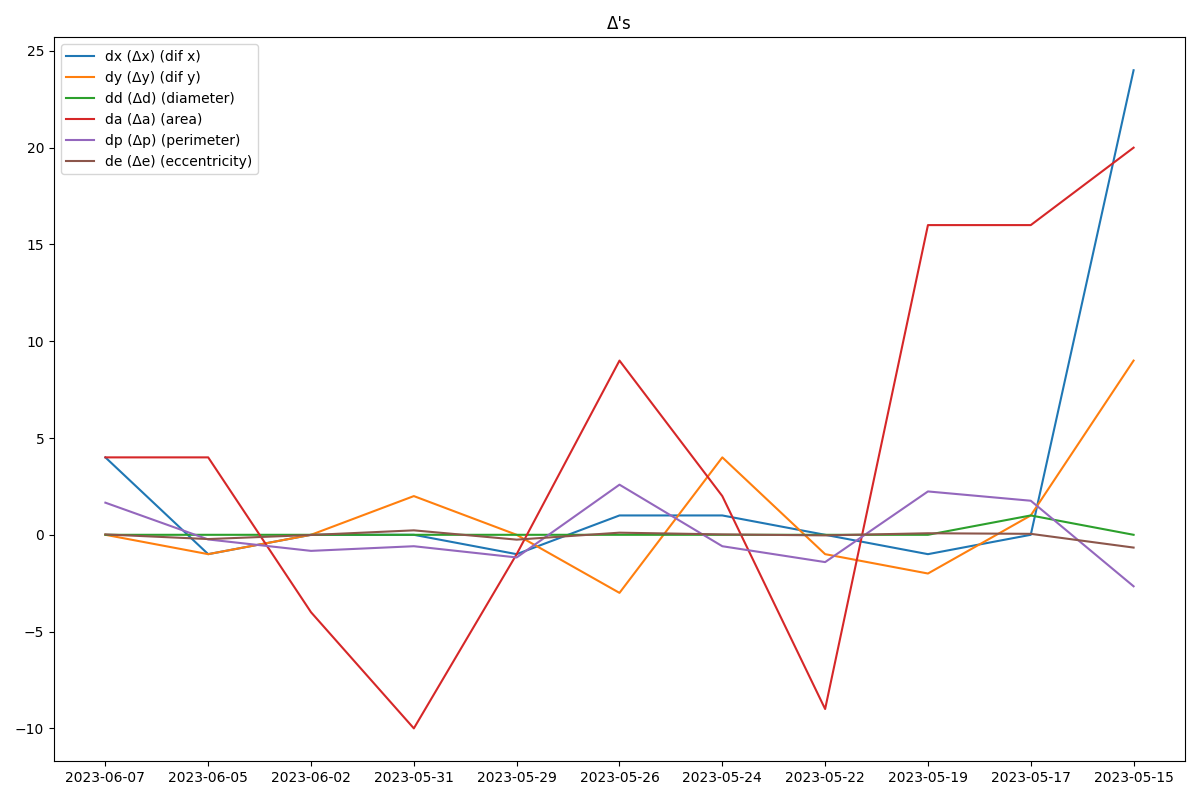 Δ's
dx (Δx) (dif x)
dy (Δy) (dif y)
dd (Δd) (diameter)
da (Δa) (area)
dp (Δp) (perimeter)
de (Δe) (eccentricity)
25
20
15
10
5
0
−5
−10
2023-06-07 2023-06-05 2023-06-02 2023-05-31 2023-05-29 2023-05-26 2023-05-24 2023-05-22 2023-05-19 2023-05-17 2023-05-15